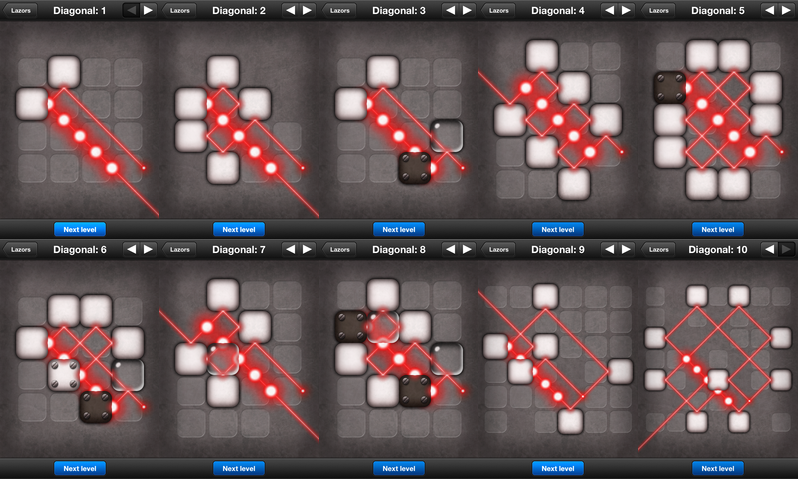 Lazors Diagonal: 1
Lazors Diagonal: 2
Lazors Diagonal: 3
Lazors Diagonal: 4
Lazors Diagonal: 5
Next level
Next level
Next level
Next level
Next level
Lazors Diagonal: 6
Lazors Diagonal: 7
Lazors Diagonal: 8
Lazors Diagonal: 9
Lazors Diagonal: 10
Next level
Next level
Next level
Next level
Next level